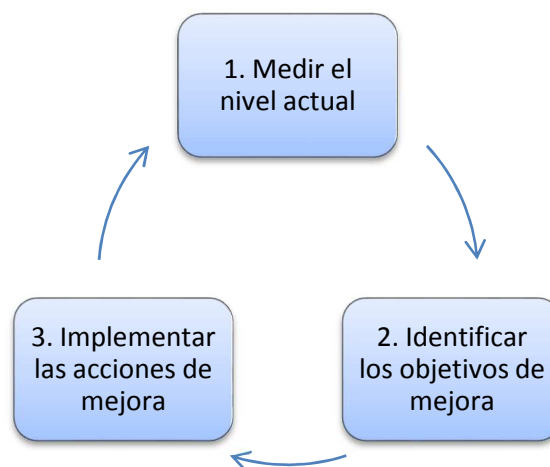 1. Medir el
nivel actual
2. Identificar
los objetivos de
mejora
3. Implementar
las acciones de
mejora